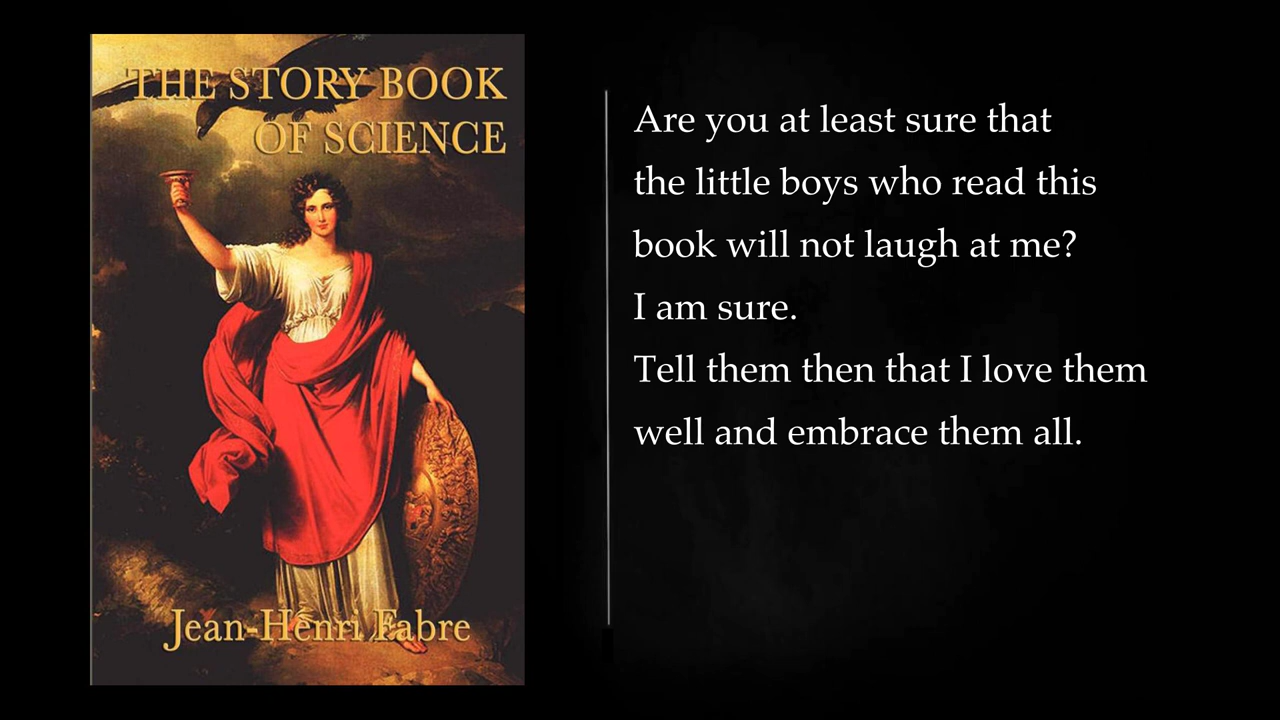 THE STORY BOOK
OF SCIENCE
Jean-Henri Fabre
Are you at least sure that
the little boys who read this
book will not laugh at me?
I am sure.
Tell them then that I love them
well and embrace them all.